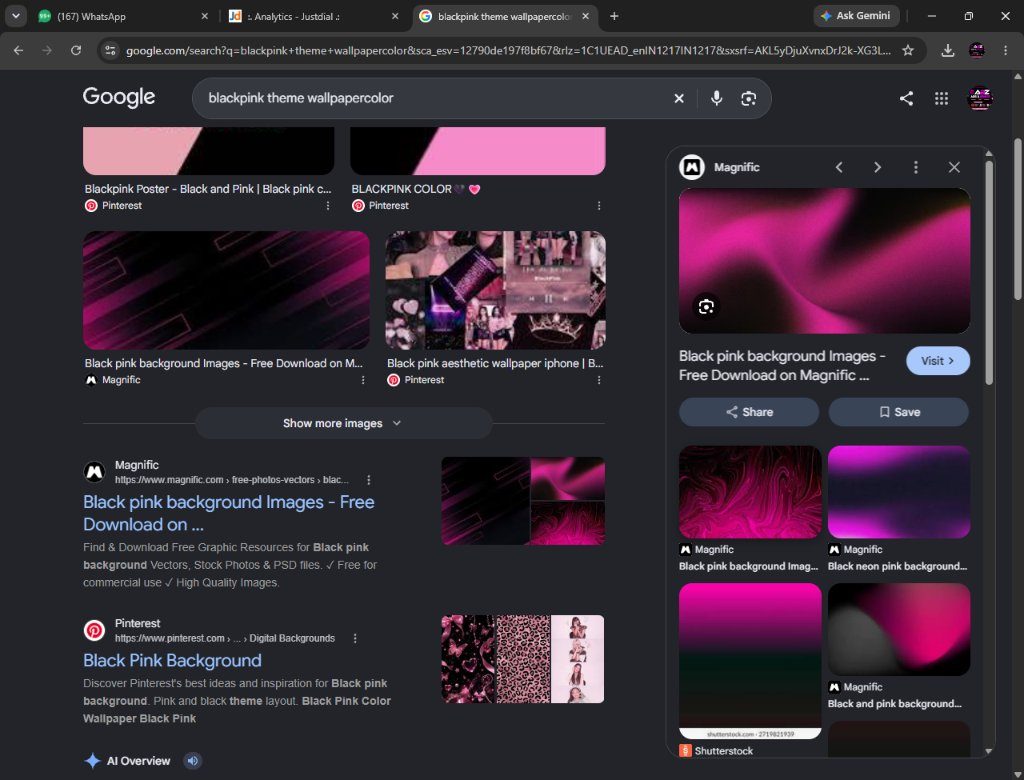 (167) WhatsApp
:. Analytics - Justdial .:
blackpink theme wallpapercolor
Ask Gemini
google.com/search?q=blackpink+theme+wallpapercolor&sca_esv=12790de197f8bf67&rlz=1C1UEAD_enIN1217IN1217&sxsrf=AKL5yDjuXvnxDrJ2k-XG3L...
Google
blackpink theme wallpapercolor
Blackpink Poster - Black and Pink | Black pink c...
Pinterest
BLACKPINK COLOR🖤💗
Pinterest
Black pink background Images - Free Download on M...
Magnific
Black pink aesthetic wallpaper iphone | B...
Pinterest
Show more images
Magnific
https://www.magnific.com › free-photos-vectors › blac...
Black pink background Images - Free
Download on ...
Find & Download Free Graphic Resources for Black pink
background Vectors, Stock Photos & PSD files. ✓ Free for
commercial use ✓ High Quality Images.
Pinterest
https://www.pinterest.com › ... › Digital Backgrounds
Black Pink Background
Discover Pinterest's best ideas and inspiration for Black pink
background. Pink and black theme layout. Black Pink Color
Wallpaper Black Pink
AI Overview
Magnific
Black pink background Images -
Free Download on Magnific ...
Visit
Share
Save
Magnific
Black pink background Imag...
Magnific
Black neon pink background...
shutterstock.com · 2719821939
Shutterstock
Magnific
Black and pink background...